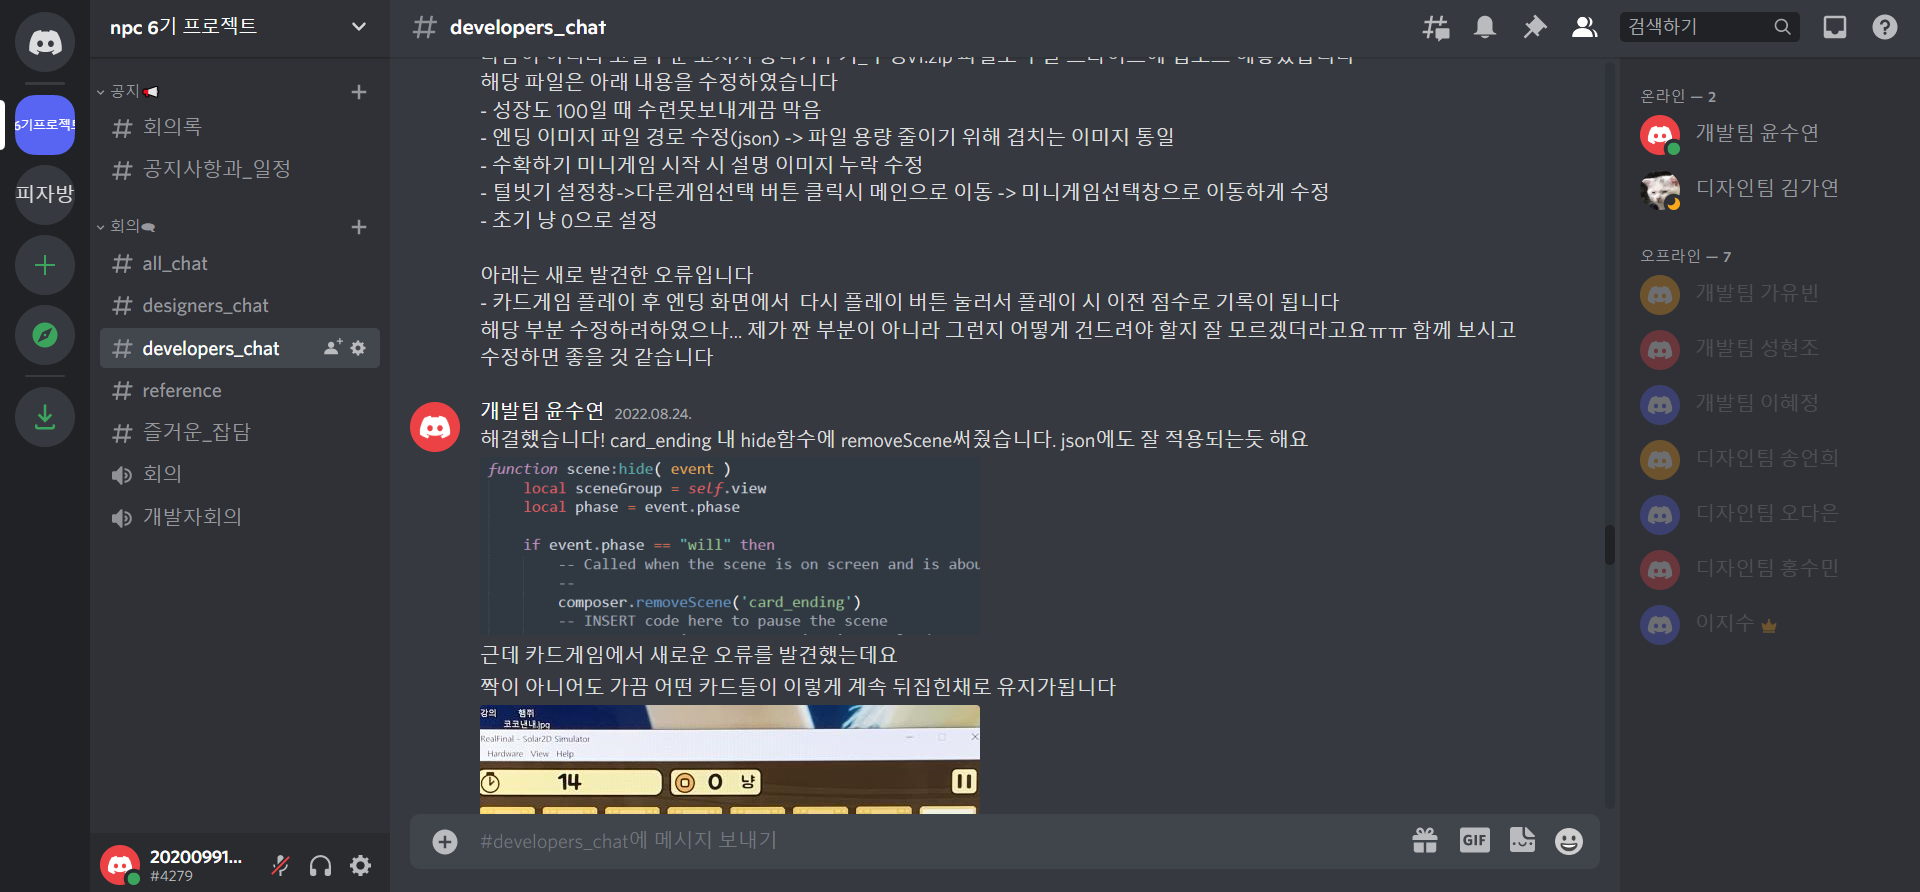 npc 6기 프로젝트
6기프로젝트
피자방
공지📢
회의록
공지사항과_일정
회의🗨
all_chat
designers_chat
developers_chat
reference
즐거운_잡담
회의
개발자회의
20200991...
#4279
developers_chat
검색하기
해당 파일은 아래 내용을 수정하였습니다
- 성장도 100일 때 수련못보내게끔 막음
- 엔딩 이미지 파일 경로 수정(json) -> 파일 용량 줄이기 위해 겹치는 이미지 통일
- 수확하기 미니게임 시작 시 설명 이미지 누락 수정
- 털빗기 설정창->다른게임선택 버튼 클릭시 메인으로 이동 -> 미니게임선택창으로 이동하게 수정
- 초기 냥 0으로 설정
아래는 새로 발견한 오류입니다
- 카드게임 플레이 후 엔딩 화면에서  다시 플레이 버튼 눌러서 플레이 시 이전 점수로 기록이 됩니다
해당 부분 수정하려하였으나... 제가 짠 부분이 아니라 그런지 어떻게 건드려야 할지 잘 모르겠더라고요ㅠㅠ 함께 보시고
수정하면 좋을 것 같습니다
개발팀 윤수연 2022.08.24.
해결했습니다! card_ending 내 hide함수에 removeScene써줬습니다. json에도 잘 적용되는듯 해요
function scene:hide( event )
local sceneGroup = self.view
local phase = event.phase
if event.phase == "will" then
-- Called when the scene is on screen and is abou
--
composer.removeScene('card_ending')
-- INSERT code here to pause the scene
근데 카드게임에서 새로운 오류를 발견했는데요
짝이 아니어도 가끔 어떤 카드들이 이렇게 계속 뒤집힌채로 유지가됩니다
강의 햄쮜
코코낸내.jpg
RealFinal - Solar2D Simulator
Hardware View Help
14 0 냥
#developers_chat에 메시지 보내기
GIF
온라인 — 2
개발팀 윤수연
디자인팀 김가연
오프라인 — 7
개발팀 가유빈
개발팀 성현조
개발팀 이혜정
디자인팀 송언희
디자인팀 오다은
디자인팀 홍수민
이지수